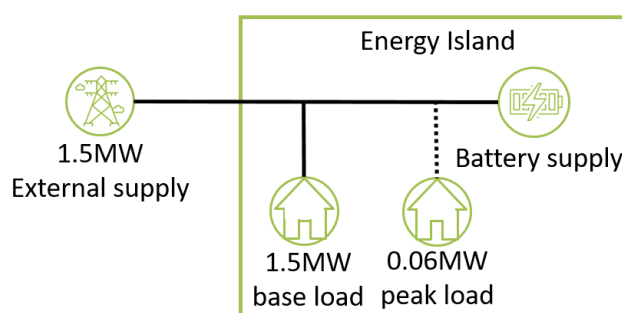 Energy Island
1.5MW
External supply
Battery supply
1.5MW
base load
0.06MW
peak load